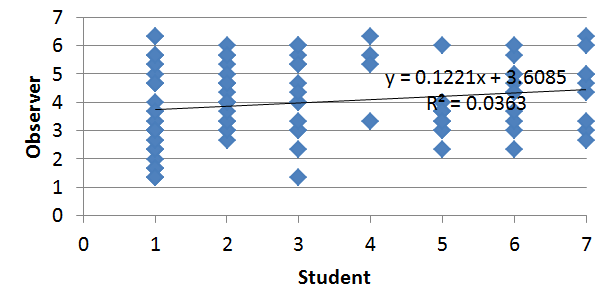 7
6
5
4
3
2
1
0
Observer
y = 0.1221x + 3.6085
R² = 0.0363
0 1 2 3 4 5 6 7
Student